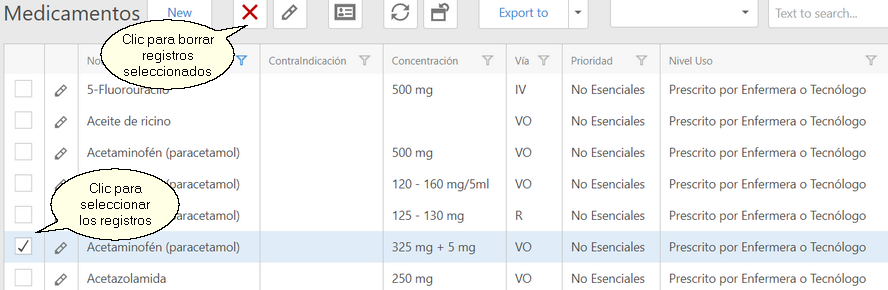 Medicamentos New Export to Text to search...
Clic para borrar
registros
seleccionados
No ContraIndicación Concentración Vía Prioridad Nivel Uso
5-Fluorouracilo 500 mg IV No Esenciales Prescrito por Enfermera o Tecnólogo
Aceite de ricino VO No Esenciales Prescrito por Enfermera o Tecnólogo
Acetaminofén (paracetamol) 500 mg VO No Esenciales Prescrito por Enfermera o Tecnólogo
(paracetamol) 120 - 160 mg/5ml VO No Esenciales Prescrito por Enfermera o Tecnólogo
Clic para
seleccionar
los registros
(paracetamol) 125 - 130 mg R No Esenciales Prescrito por Enfermera o Tecnólogo
Acetaminofén (paracetamol) 325 mg + 5 mg VO No Esenciales Prescrito por Enfermera o Tecnólogo
Acetazolamida 250 mg VO No Esenciales Prescrito por Enfermera o Tecnólogo